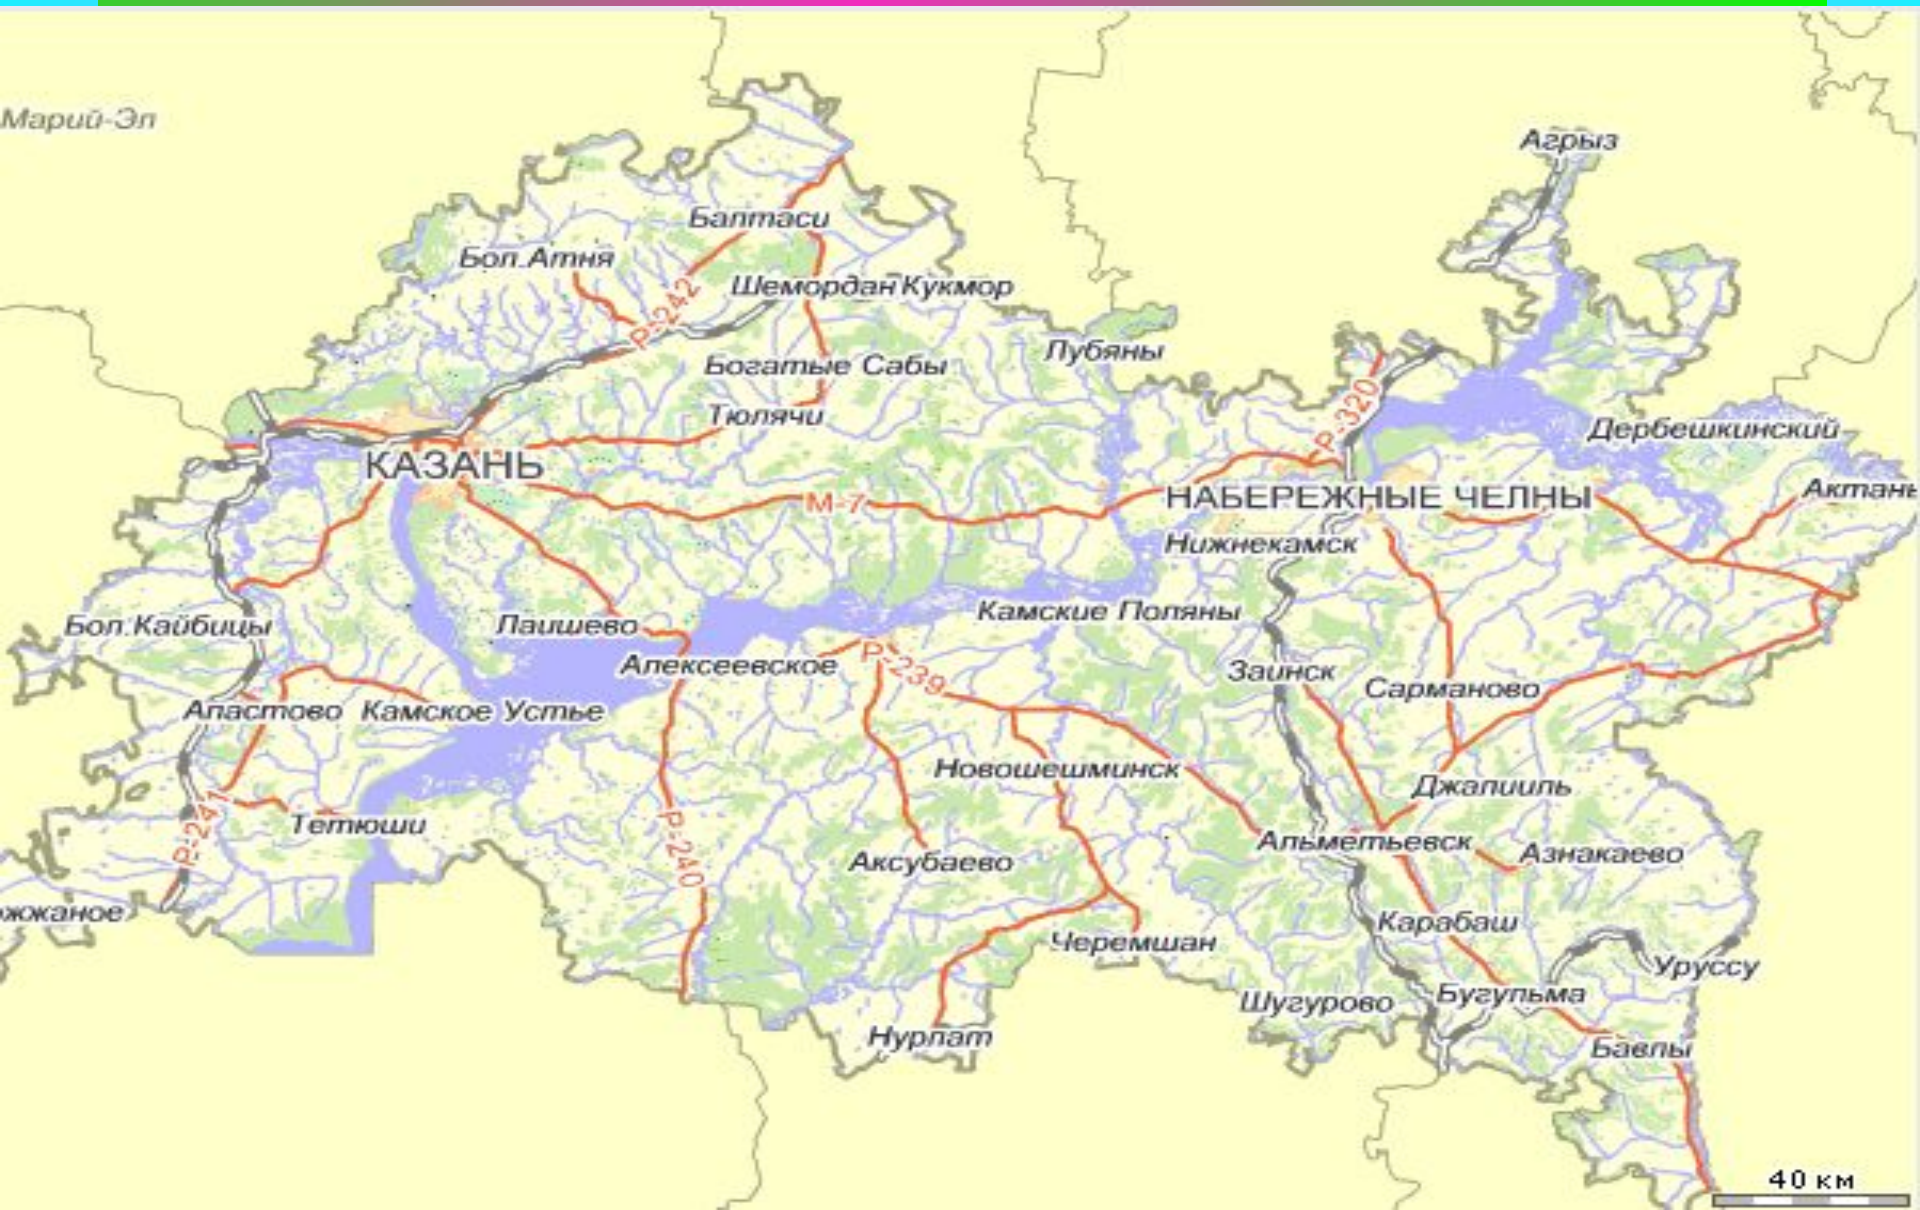 Марий-Эл
Агрыз
Балтаси
Бол.Атня
Шемордан
Кукмор
Р-242
Лубяны
Богатые Сабы
Р-320
Тюлячи
Дербешкинский
КАЗАНЬ
М-7
НАБЕРЕЖНЫЕ ЧЕЛНЫ
Актаны
Нижнекамск
Камские Поляны
Бол.Кайбицы
Лаишево
Алексеевское
Р-239
Заинск
Сарманово
Апастово
Камское Устье
Новошешминск
Джалииль
Р-241
Тетюши
Р-240
Альметьевск
Азнакаево
Аксубаево
ожжаное
Карабаш
Черемшан
Уруссу
Шугурово
Бугульма
Нурлат
Бавлы
40 км